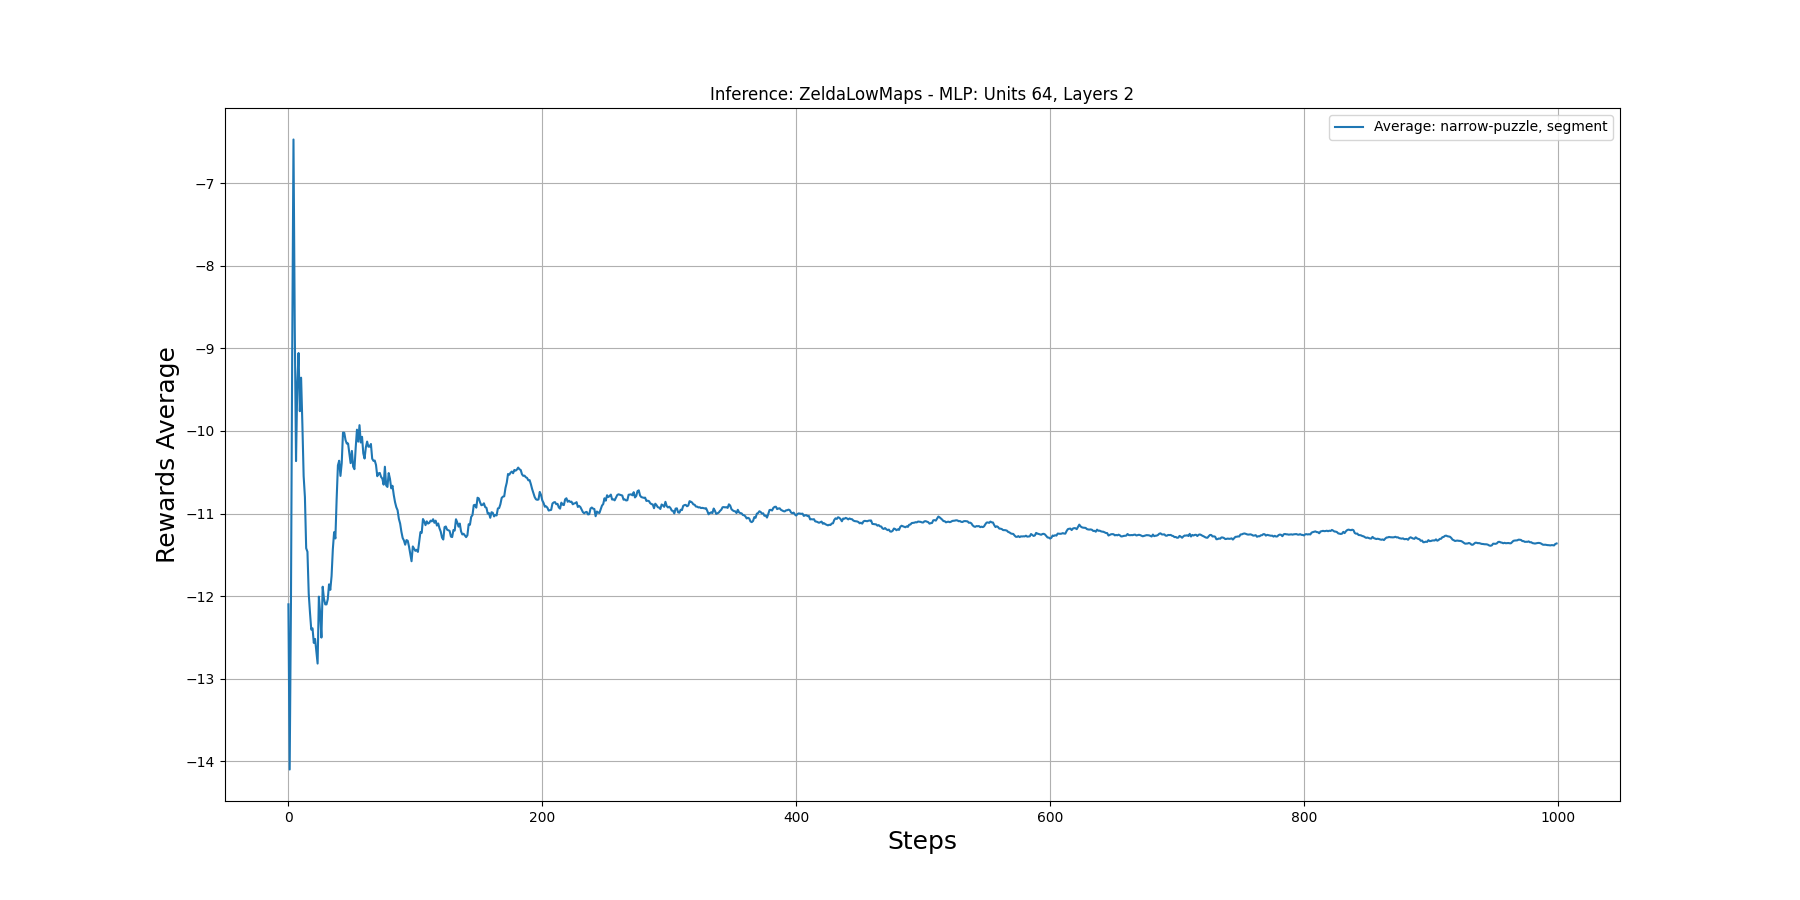 Inference: ZeldaLowMaps - MLP: Units 64, Layers 2
Average: narrow-puzzle, segment
Rewards Average
−7
−8
−9
−10
−11
−12
−13
−14
0 200 400 600 800 1000
Steps